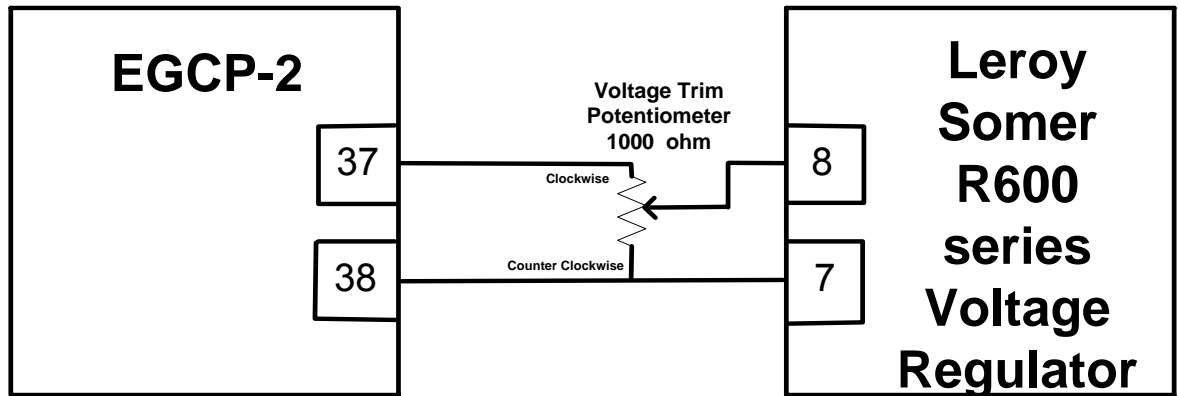 EGCP-2
37
38
Voltage Trim
Potentiometer
1000 ohm
Clockwise
Counter Clockwise
8
7
Leroy
Somer
R600
series
Voltage
Regulator